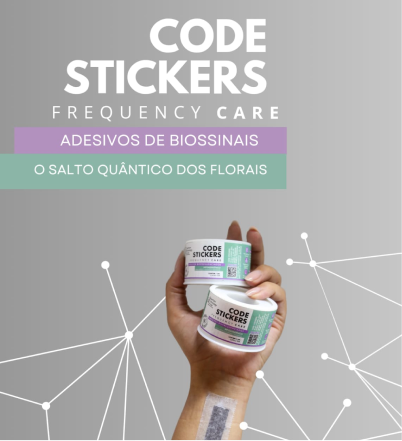 CODE
STICKERS
FREQUENCY CARE
ADESIVOS DE BIOSSINAIS
O SALTO QUÂNTICO DOS FLORAIS
CODE
STICKERS
CODE
STICKERS